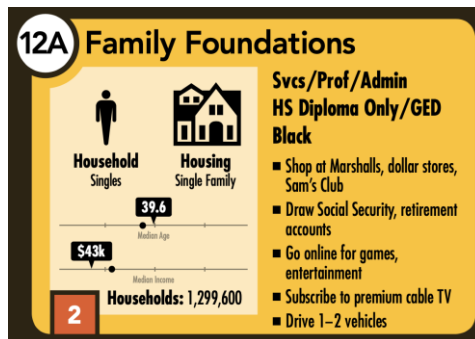 12A Family Foundations
Household
Singles
Housing
Single Family
39.6
Median Age
$43k
Median Income
Households: 1,299,600
2
Svcs/Prof/Admin
HS Diploma Only/GED
Black
■ Shop at Marshalls, dollar stores,
Sam's Club
■ Draw Social Security, retirement
accounts
■ Go online for games,
entertainment
■ Subscribe to premium cable TV
■ Drive 1–2 vehicles